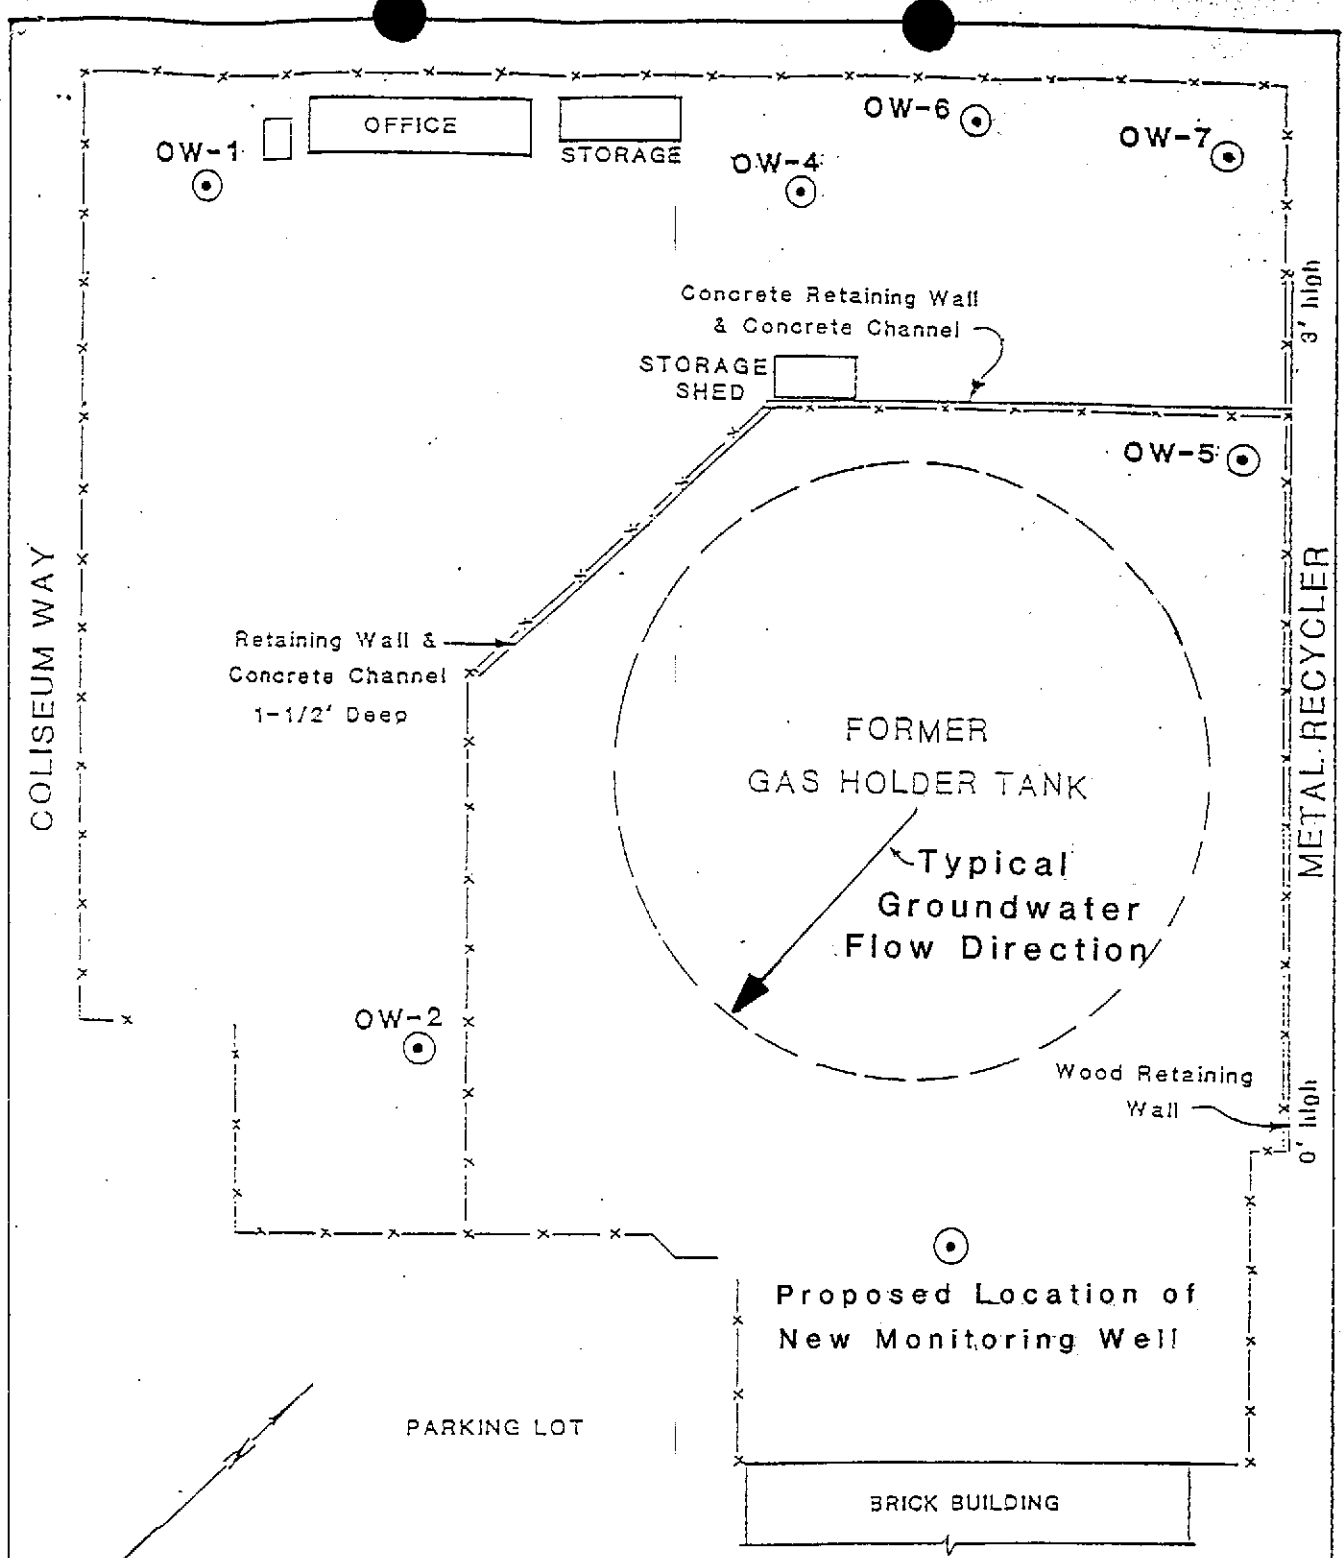 OW-1
OFFICE
STORAGE
OW-4
OW-6
OW-7
3' high
Concrete Retaining Wall
& Concrete Channel
STORAGE
SHED
OW-5
COLISEUM WAY
METAL RECYCLER
Retaining Wall &
Concrete Channel
1-1/2' Deep
FORMER
GAS HOLDER TANK
Typical
Groundwater
Flow Direction
OW-2
Wood Retaining
Wall
0' high
N
Proposed Location of
New Monitoring Well
PARKING LOT
BRICK BUILDING